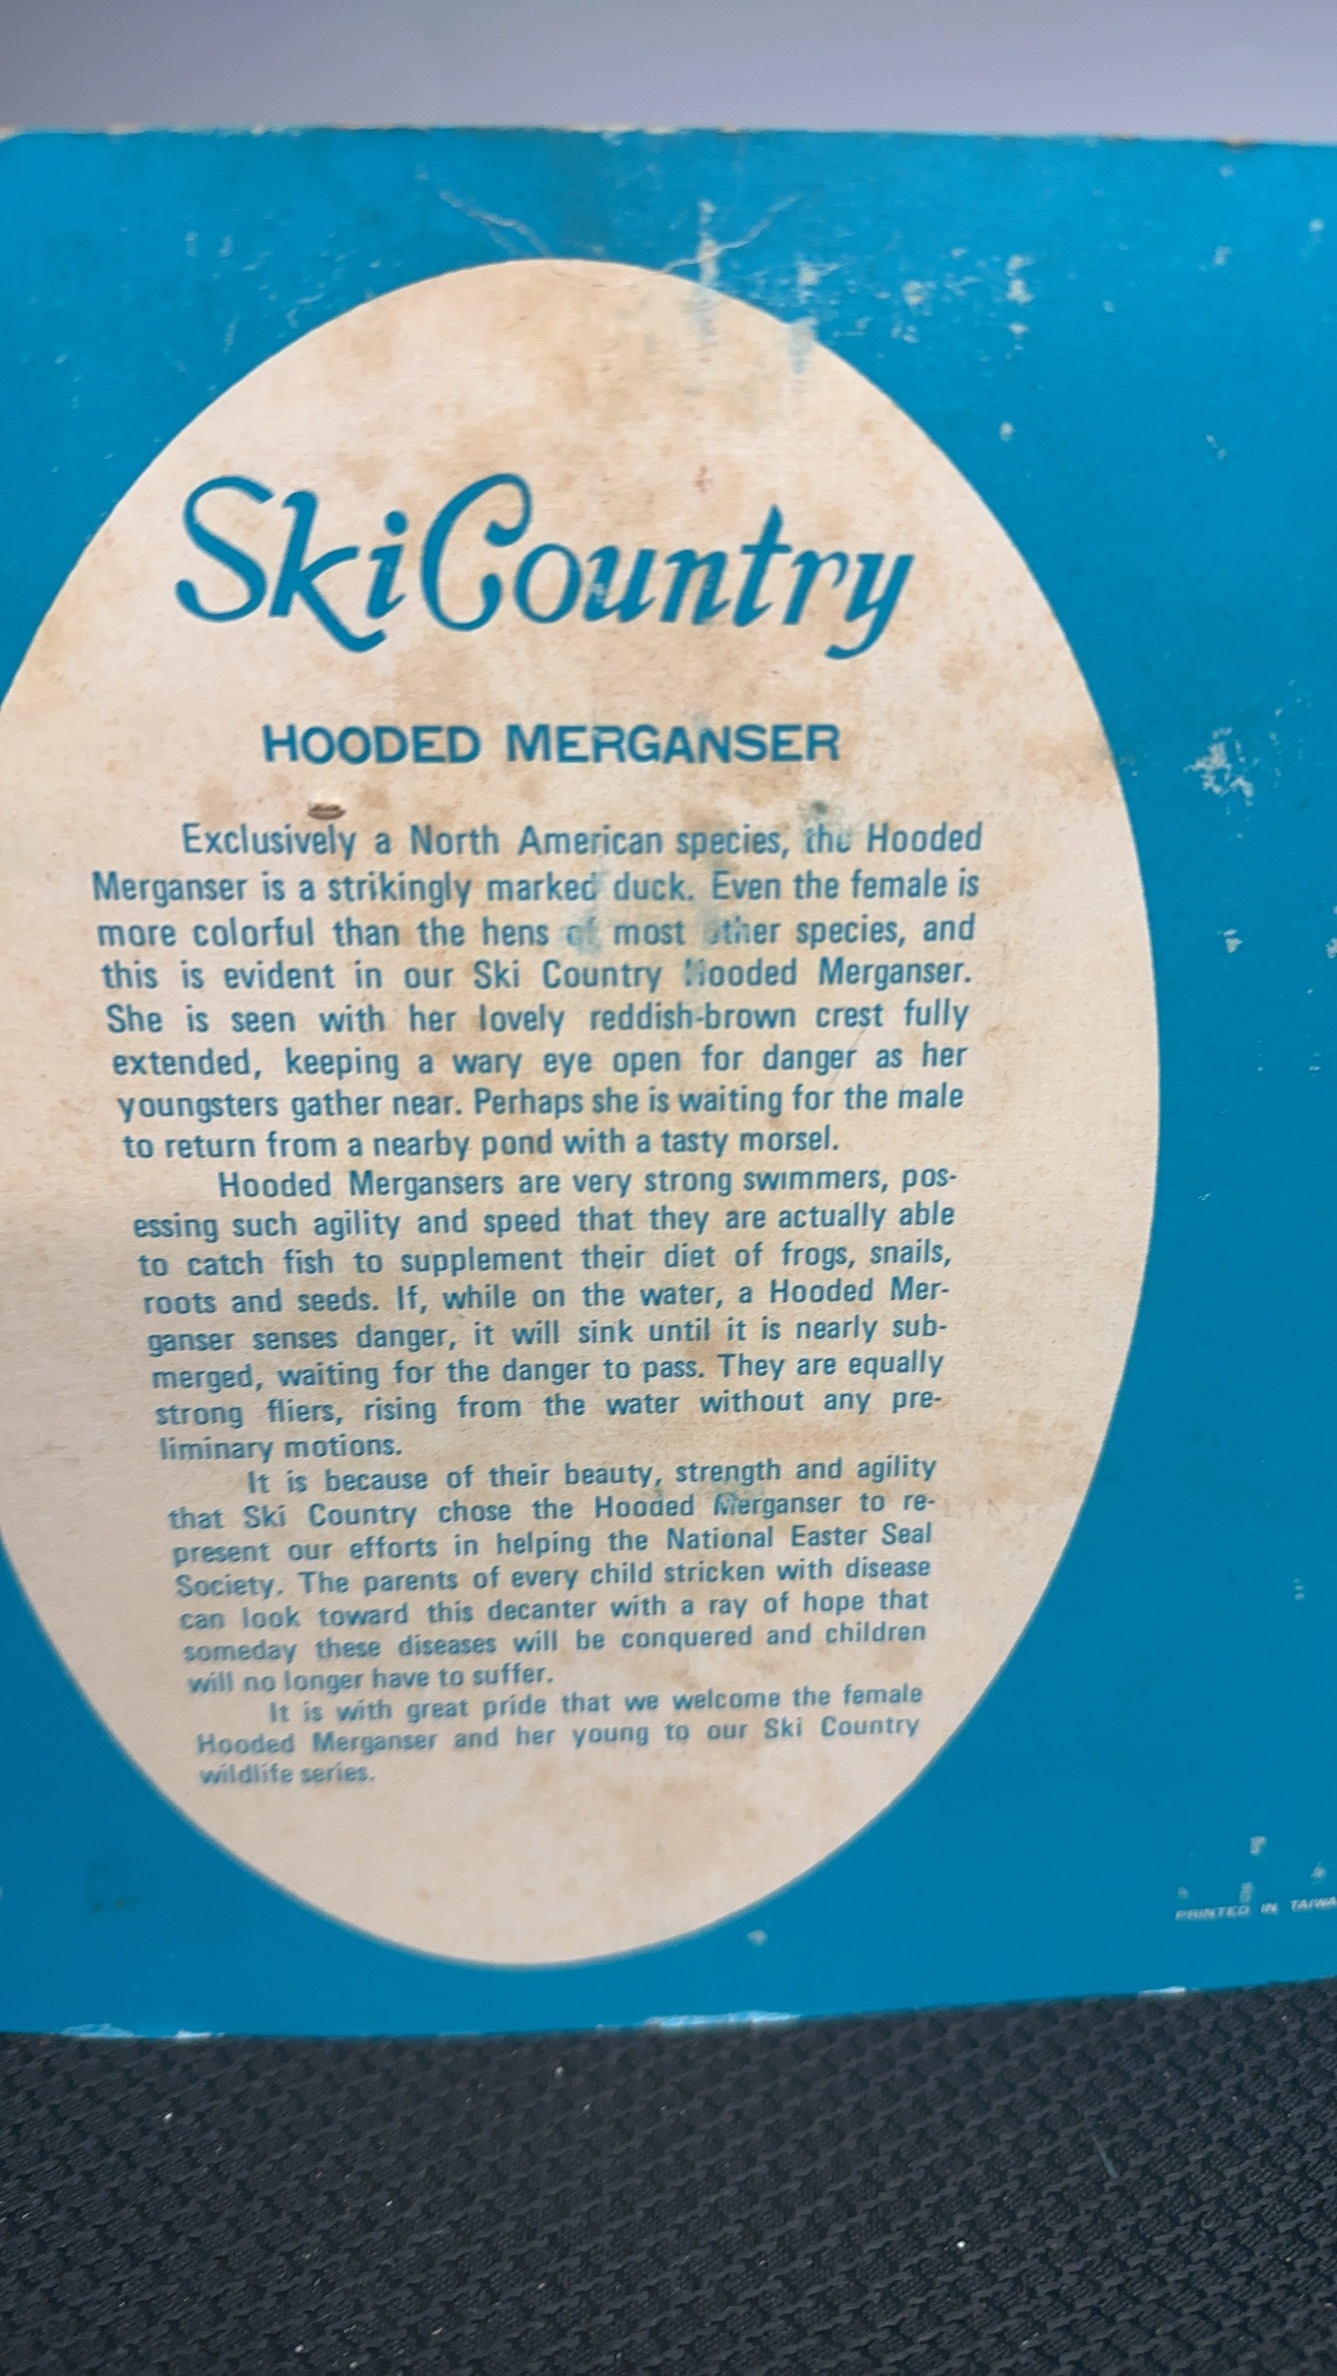 Ski Country
HOODED MERGANSER
Exclusively a North American species, the Hooded
Merganser is a strikingly marked duck. Even the female is
more colorful than the hens of most other species, and
this is evident in our Ski Country Hooded Merganser.
She is seen with her lovely reddish-brown crest fully
extended, keeping a wary eye open for danger as her
youngsters gather near. Perhaps she is waiting for the male
to return from a nearby pond with a tasty morsel.
Hooded Mergansers are very strong swimmers, pos-
essing such agility and speed that they are actually able
to catch fish to supplement their diet of frogs, snails,
roots and seeds. If, while on the water, a Hooded Mer-
ganser senses danger, it will sink until it is nearly sub-
merged, waiting for the danger to pass. They are equally
strong fliers, rising from the water without any pre-
liminary motions.
It is because of their beauty, strength and agility
that Ski Country chose the Hooded Merganser to re-
present our efforts in helping the National Easter Seal
Society. The parents of every child stricken with disease
can look toward this decanter with a ray of hope that
someday these diseases will be conquered and children
will no longer have to suffer.
It is with great pride that we welcome the female
Hooded Merganser and her young to our Ski Country
wildlife series.
PRINTED IN TAIWA